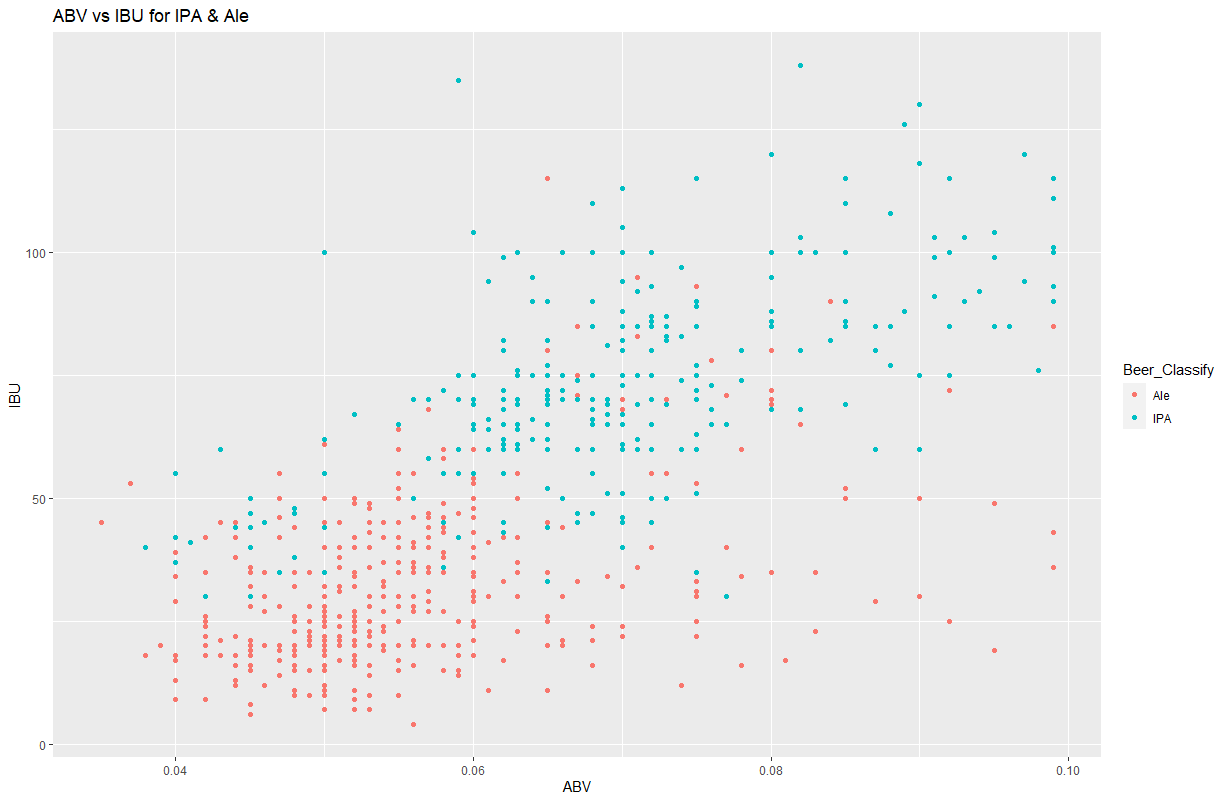 ABV vs IBU for IPA & Ale
IBU
100
50
0
0.04
0.06
0.08
0.10
ABV
Beer_Classify
Ale
IPA